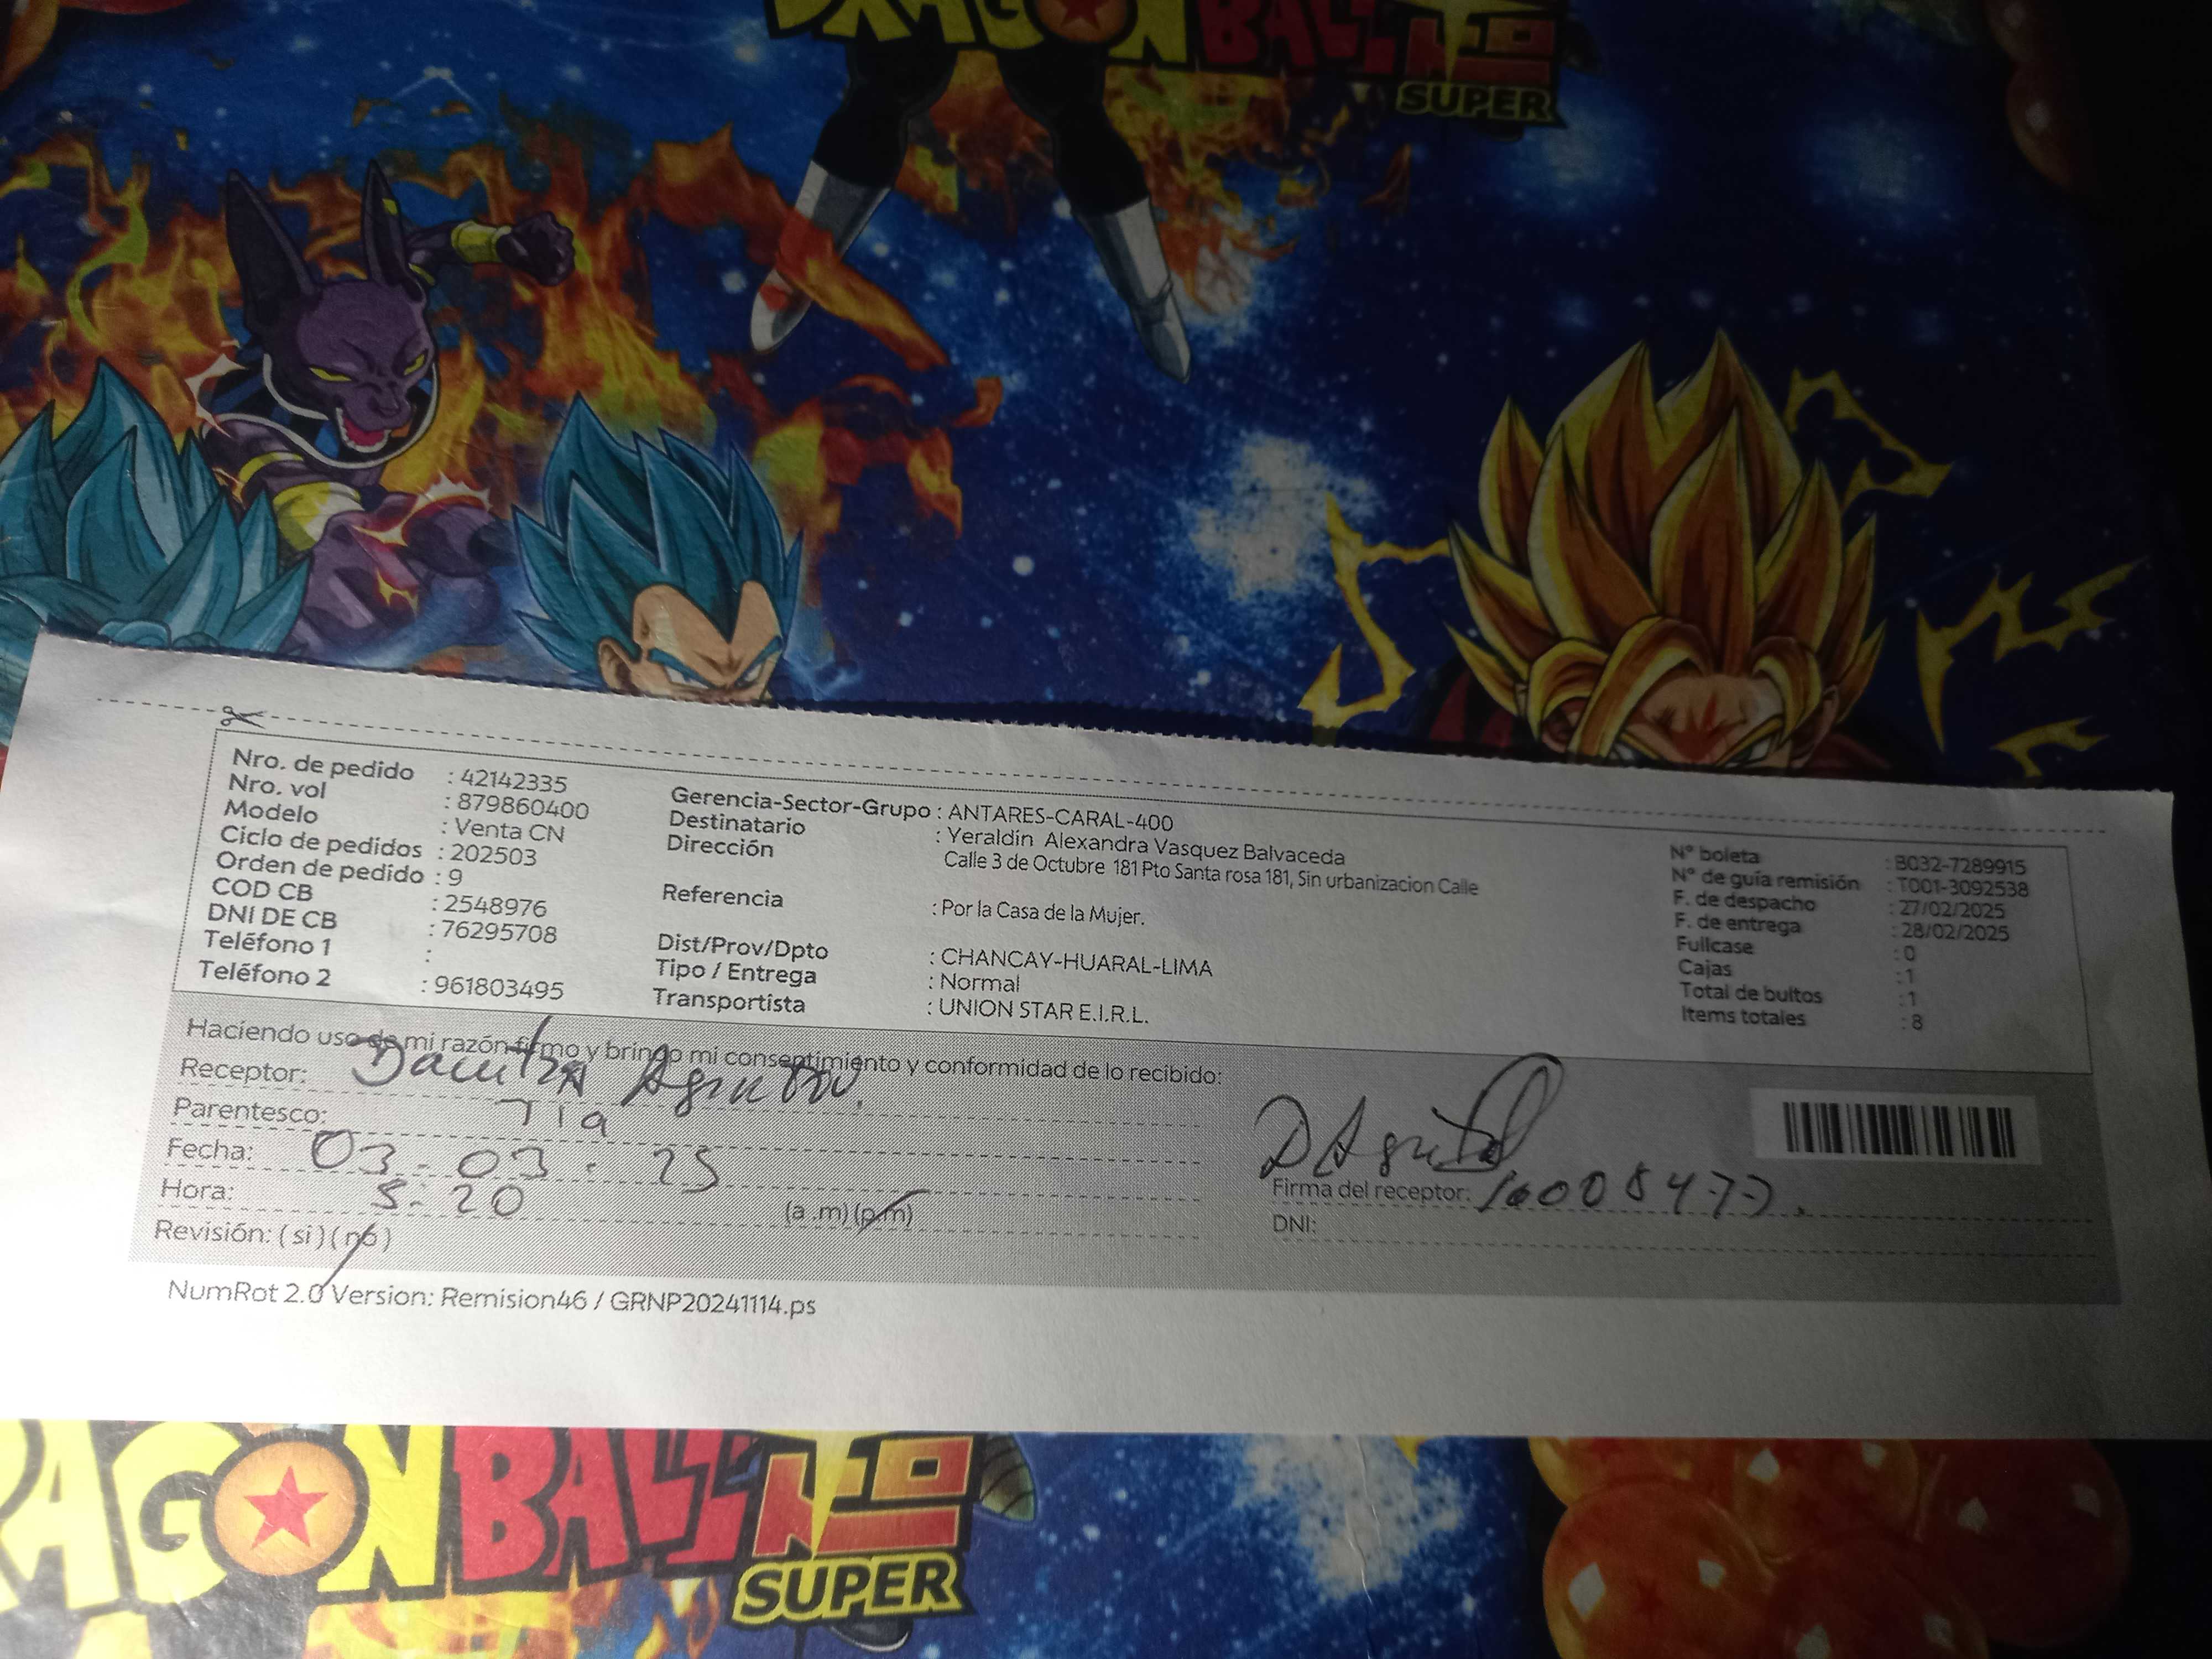 DRAGON BALL
SUPER
Nro. de pedido : 42142335
Nro. vol : 879860400
Modelo : Venta CN
Ciclo de pedidos : 202503
Orden de pedido : 9
COD CB : 2548976
DNI DE CB : 76295708
Teléfono 1 :
Teléfono 2 : 961803495
Gerencia-Sector-Grupo : ANTARES-CARAL-400
Destinatario : Yeraldin Alexandra Vasquez Balvaceda
Dirección Calle 3 de Octubre 181 Pto Santa rosa 181, Sin urbanizacion Calle
Referencia : Por la Casa de la Mujer.
Dist/Prov/Dpto : CHANCAY-HUARAL-LIMA
Tipo / Entrega : Normal
Transportista : UNION STAR E.I.R.L.
N° boleta : B032-7289915
N° de guía remisión : T001-3092538
F. de despacho : 27/02/2025
F. de entrega : 28/02/2025
Fullcase : 0
Cajas : 1
Total de bultos : 1
Items totales : 8
Haciendo uso de mi razón firmo y bringo mi consentimiento y conformidad de lo recibido:
Receptor:
Parentesco: Tía
Fecha: 03-03-25
Hora: 5:20 (a .m) (p.m)
Revisión: ( si ) ( no )
Firma del receptor:
DNI:
NumRot 2.0 Version: Remision46 / GRNP20241114.ps
DRAGON BALL
SUPER